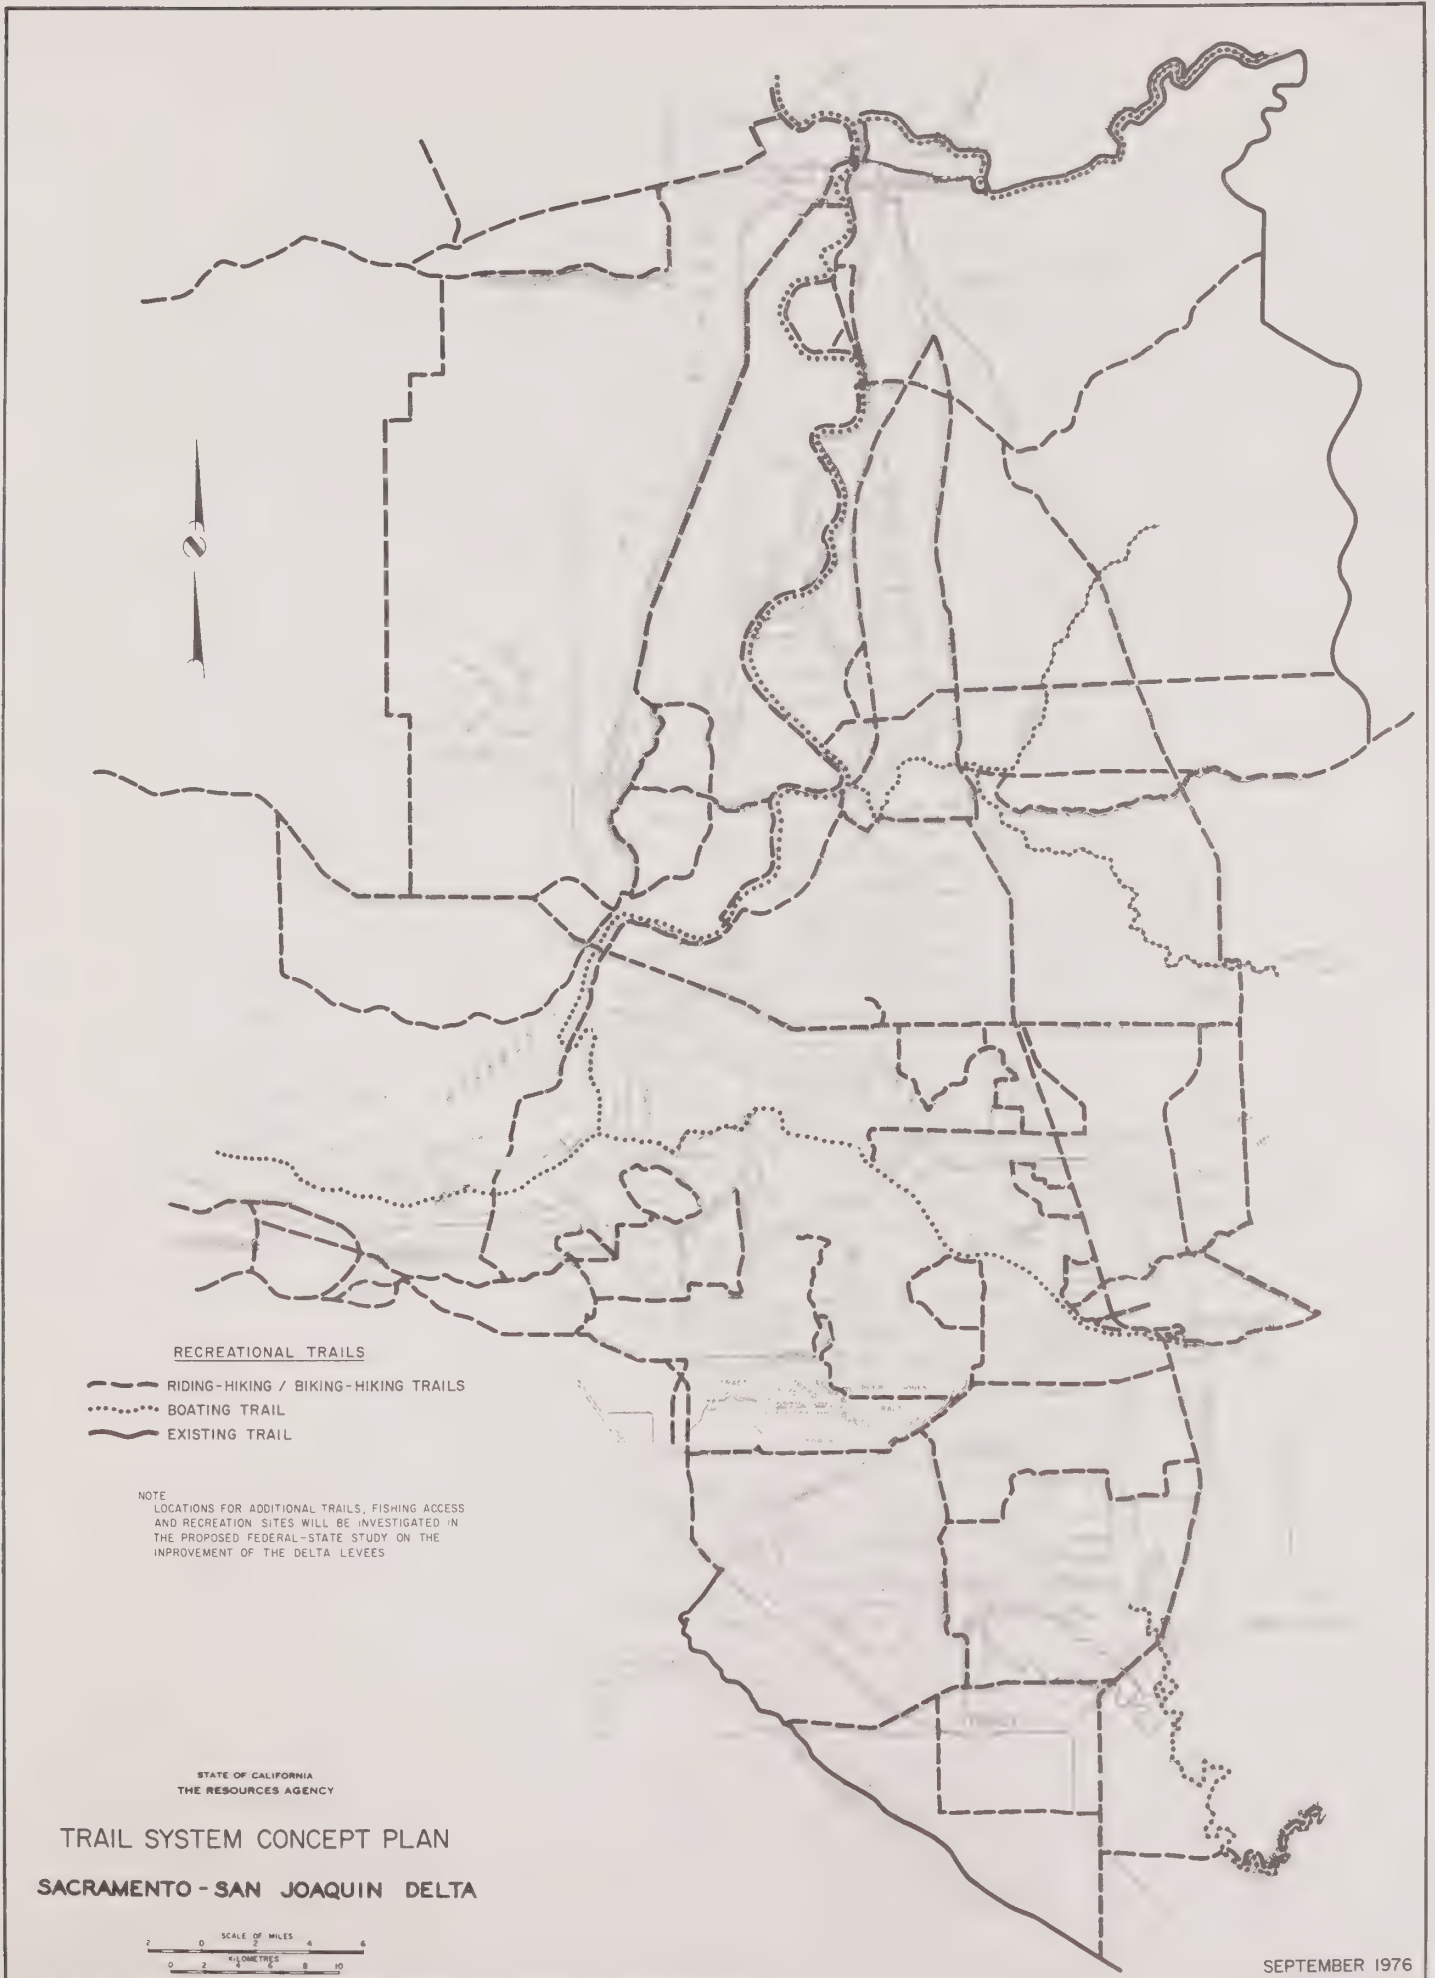 RECREATIONAL TRAILS
RIDING-HIKING / BIKING-HIKING TRAILS
BOATING TRAIL
EXISTING TRAIL
NOTE
LOCATIONS FOR ADDITIONAL TRAILS, FISHING ACCESS
AND RECREATION SITES WILL BE INVESTIGATED IN
THE PROPOSED FEDERAL-STATE STUDY ON THE
INPROVEMENT OF THE DELTA LEVEES
STATE OF CALIFORNIA
THE RESOURCES AGENCY
TRAIL SYSTEM CONCEPT PLAN
SACRAMENTO - SAN JOAQUIN DELTA
SCALE OF MILES
2 0 2 4 6
KILOMETRES
0 2 4 6 8 10
SEPTEMBER 1976